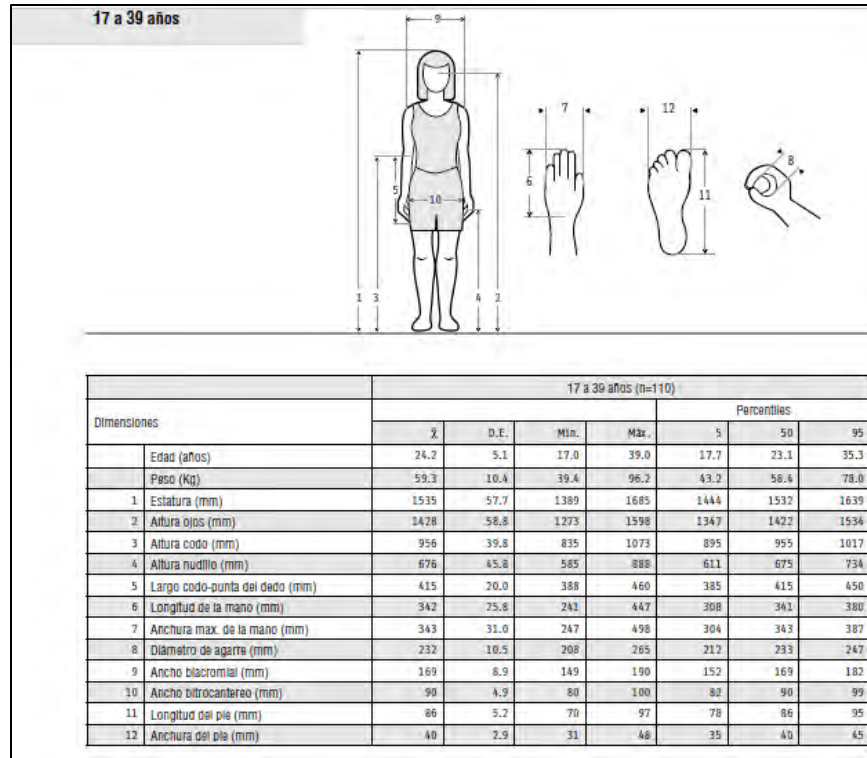 17 a 39 años
9
7
12
6
8
5
10
11
1 3 4 2
17 a 39 años (n=110)
Dimensiones Percentiles
x̄ D.E. Mín. Máx. 5 50 95
Edad (años) 24.2 5.1 17.0 39.0 17.7 23.1 35.3
Peso (Kg) 59.3 10.4 39.4 96.2 43.2 58.4 78.0
1 Estatura (mm) 1535 57.7 1389 1685 1444 1532 1639
2 Altura ojos (mm) 1428 58.8 1273 1598 1347 1422 1534
3 Altura codo (mm) 956 39.8 835 1073 895 955 1017
4 Altura nudillo (mm) 676 45.8 585 888 611 675 734
5 Largo codo-punta del dedo (mm) 415 20.0 388 460 385 415 450
6 Longitud de la mano (mm) 342 25.8 241 447 308 341 380
7 Anchura max. de la mano (mm) 343 31.0 247 498 304 343 387
8 Diámetro de agarre (mm) 232 10.5 208 265 212 233 247
9 Ancho biacromial (mm) 169 8.9 149 190 152 169 182
10 Ancho bitrocantereo (mm) 90 4.9 80 100 82 90 99
11 Longitud del pie (mm) 86 5.2 70 97 78 86 95
12 Anchura del pie (mm) 40 2.9 31 48 35 40 45